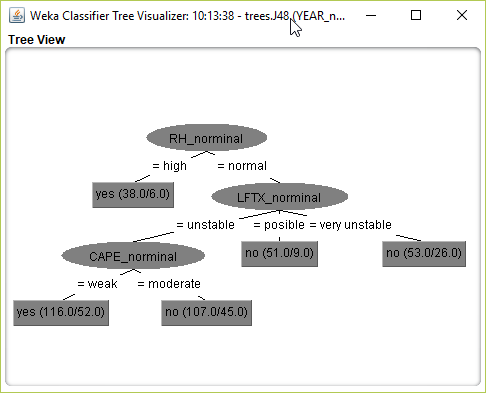 Weka Classifier Tree Visualizer: 10:13:38 - trees.J48 (YEAR_n...
Tree View
RH_norminal
= high = normal
yes (38.0/6.0)
LFTX_norminal
= unstable = posible = very unstable
CAPE_norminal
no (51.0/9.0)
no (53.0/26.0)
= weak = moderate
yes (116.0/52.0)
no (107.0/45.0)